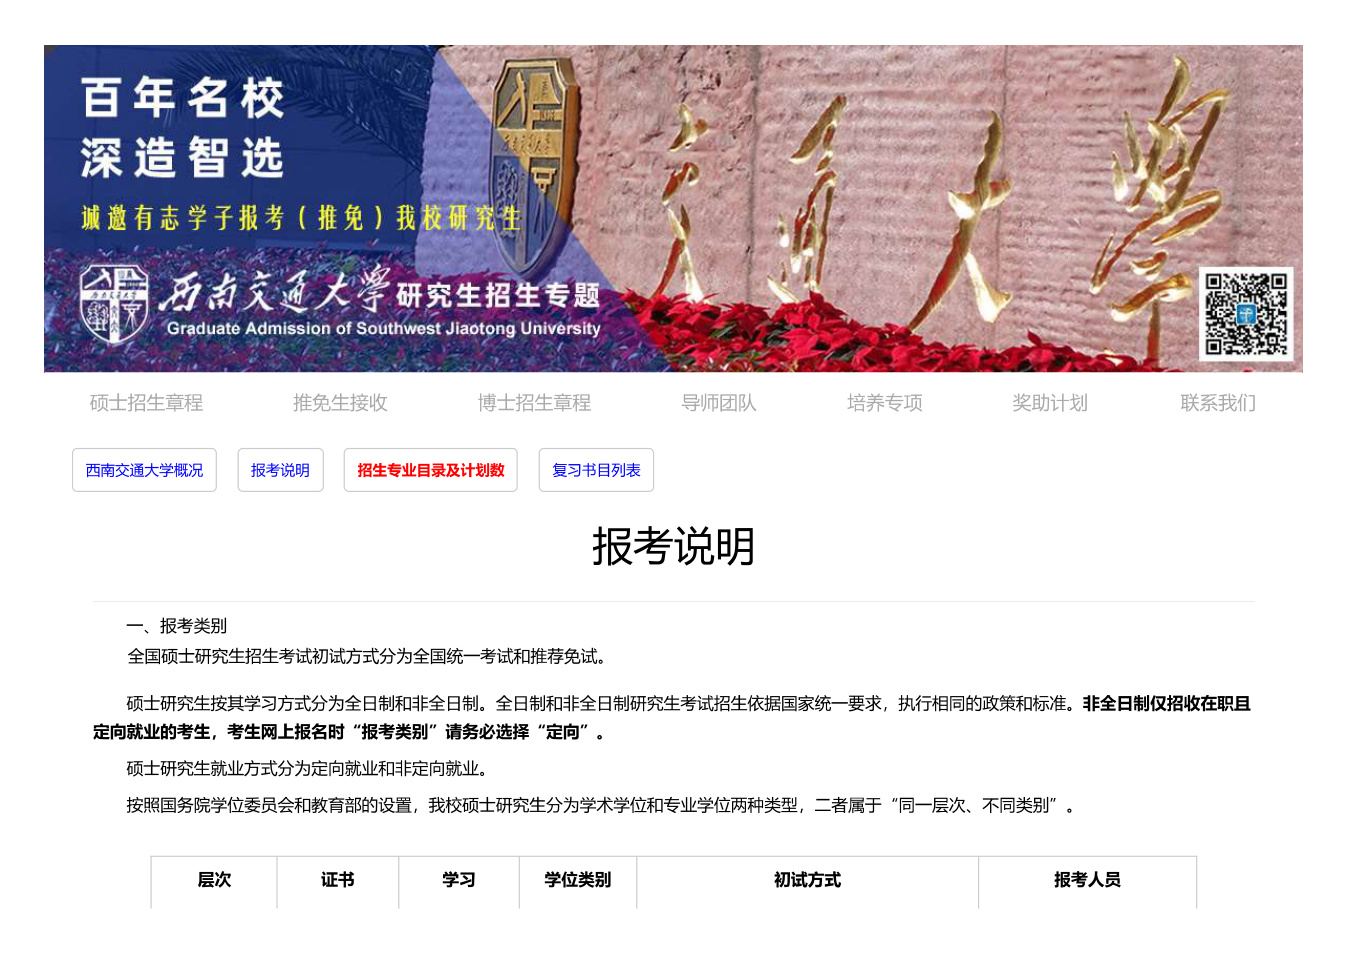 百年名校
深造智选
诚邀有志学子报考（推免）我校研究生
西南交通大学研究生招生专题
Graduate Admission of Southwest Jiaotong University
交通大学
硕士招生章程 推免生接收 博士招生章程 导师团队 培养专项 奖助计划 联系我们
西南交通大学概况 报考说明 招生专业目录及计划数 复习书目列表
报考说明
一、报考类别
全国硕士研究生招生考试初试方式分为全国统一考试和推荐免试。
硕士研究生按其学习方式分为全日制和非全日制。全日制和非全日制研究生考试招生依据国家统一要求，执行相同的政策和标准。非全日制仅招收在职且
定向就业的考生，考生网上报名时“报考类别”请务必选择“定向”。
硕士研究生就业方式分为定向就业和非定向就业。
按照国务院学位委员会和教育部的设置，我校硕士研究生分为学术学位和专业学位两种类型，二者属于“同一层次、不同类别”。
层次 证书 学习 学位类别 初试方式 报考人员